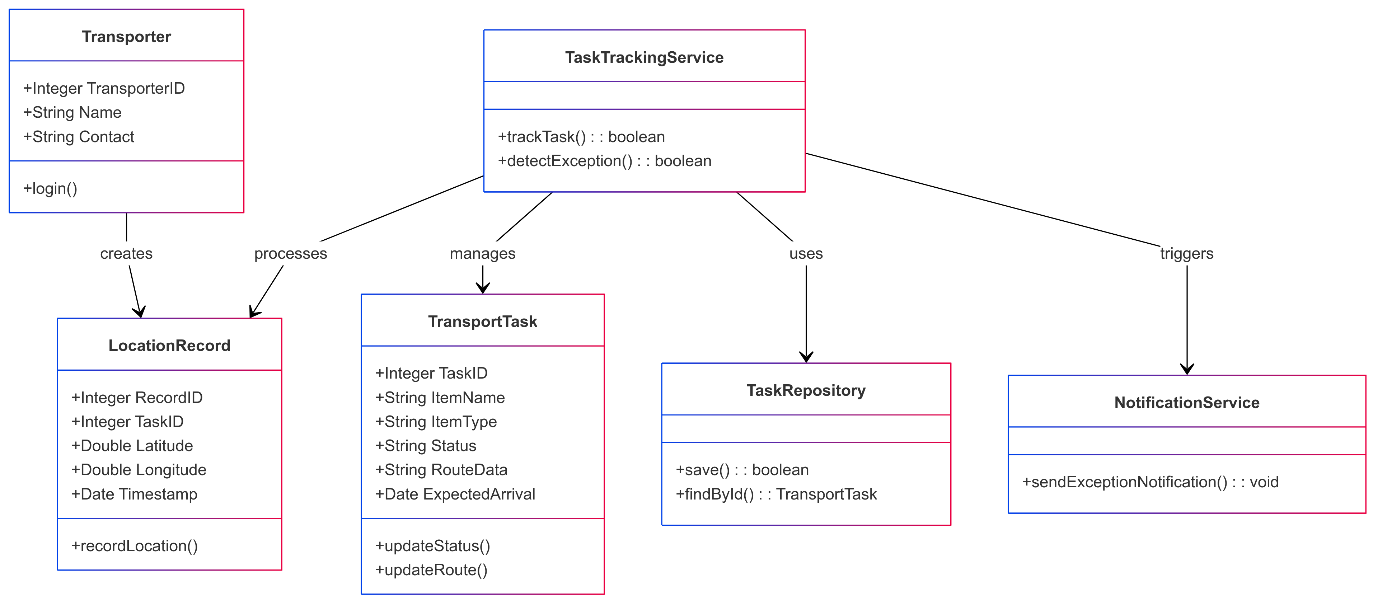 Transporter
+Integer TransporterID
+String Name
+String Contact
+login()
TaskTrackingService
+trackTask() : : boolean
+detectException() : : boolean
creates
processes
manages
uses
triggers
LocationRecord
+Integer RecordID
+Integer TaskID
+Double Latitude
+Double Longitude
+Date Timestamp
+recordLocation()
TransportTask
+Integer TaskID
+String ItemName
+String ItemType
+String Status
+String RouteData
+Date ExpectedArrival
+updateStatus()
+updateRoute()
TaskRepository
+save() : : boolean
+findById() : : TransportTask
NotificationService
+sendExceptionNotification() : : void